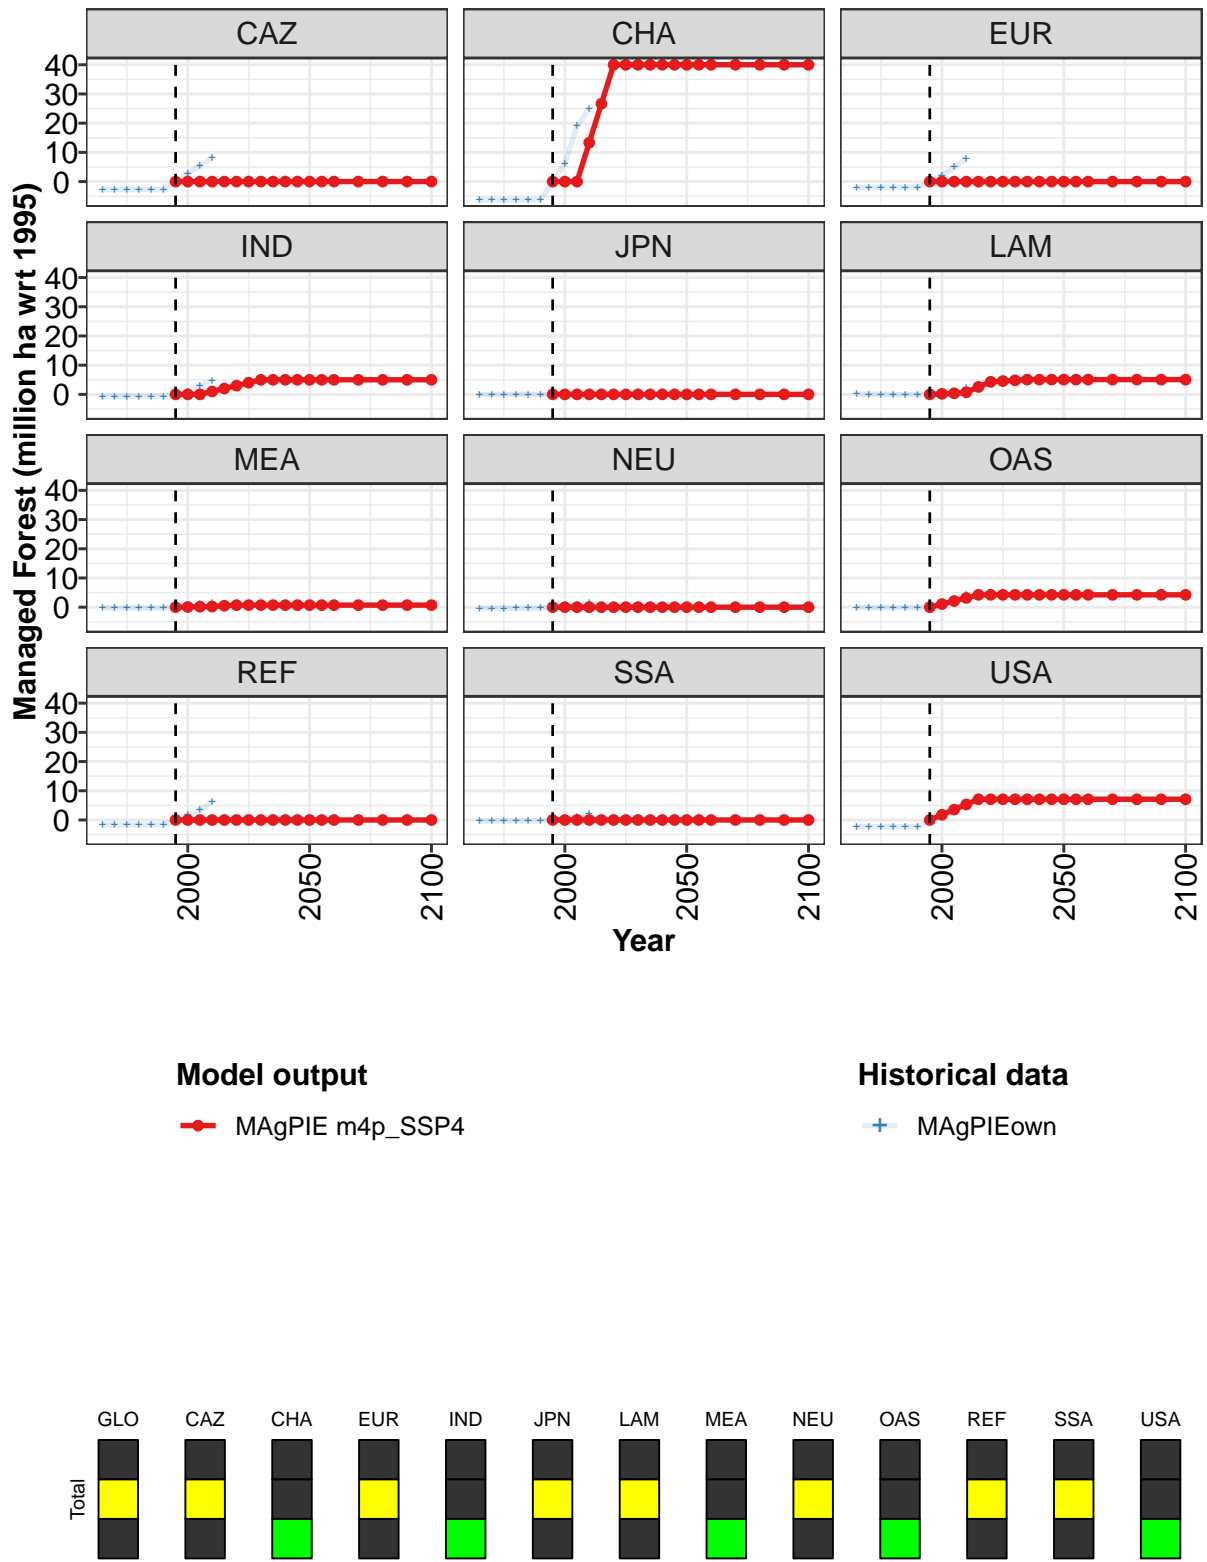 CAZ CHA EUR
40
30
20
10
0
IND JPN LAM
40
30
20
10
0
MEA NEU OAS
40
30
20
10
0
REF SSA USA
40
30
20
10
0
Managed Forest (million ha wrt 1995)
2000 2050 2100 2000 2050 2100 2000 2050 2100
Year
Model output Historical data
MAgPIE m4p_SSP4 MAgPIEown
GLO CAZ CHA EUR IND JPN LAM MEA NEU OAS REF SSA USA
Total